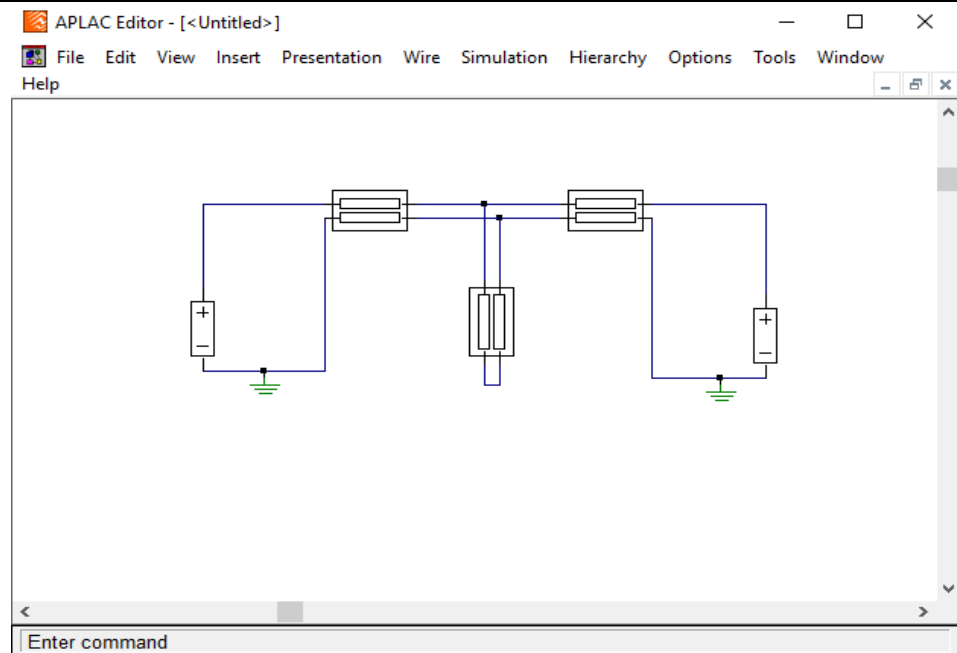 APLAC Editor - [<Untitled>]
File Edit View Insert Presentation Wire Simulation Hierarchy Options Tools Window
Help
+
+
−
−
Enter command